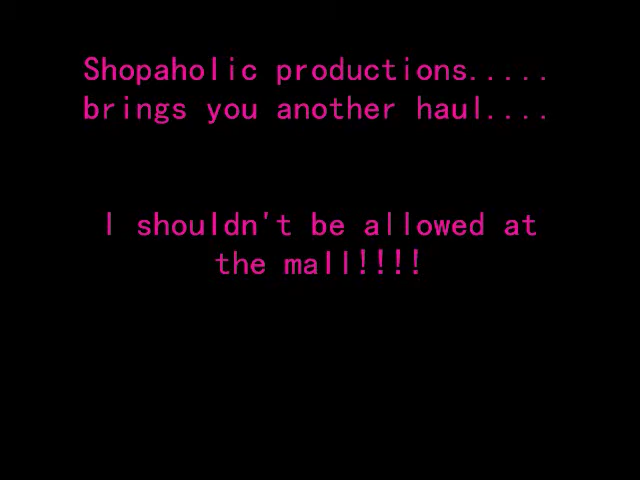 Shopaholic productions.....
brings you another haul....
I shouldn't be allowed at
the mall!!!!